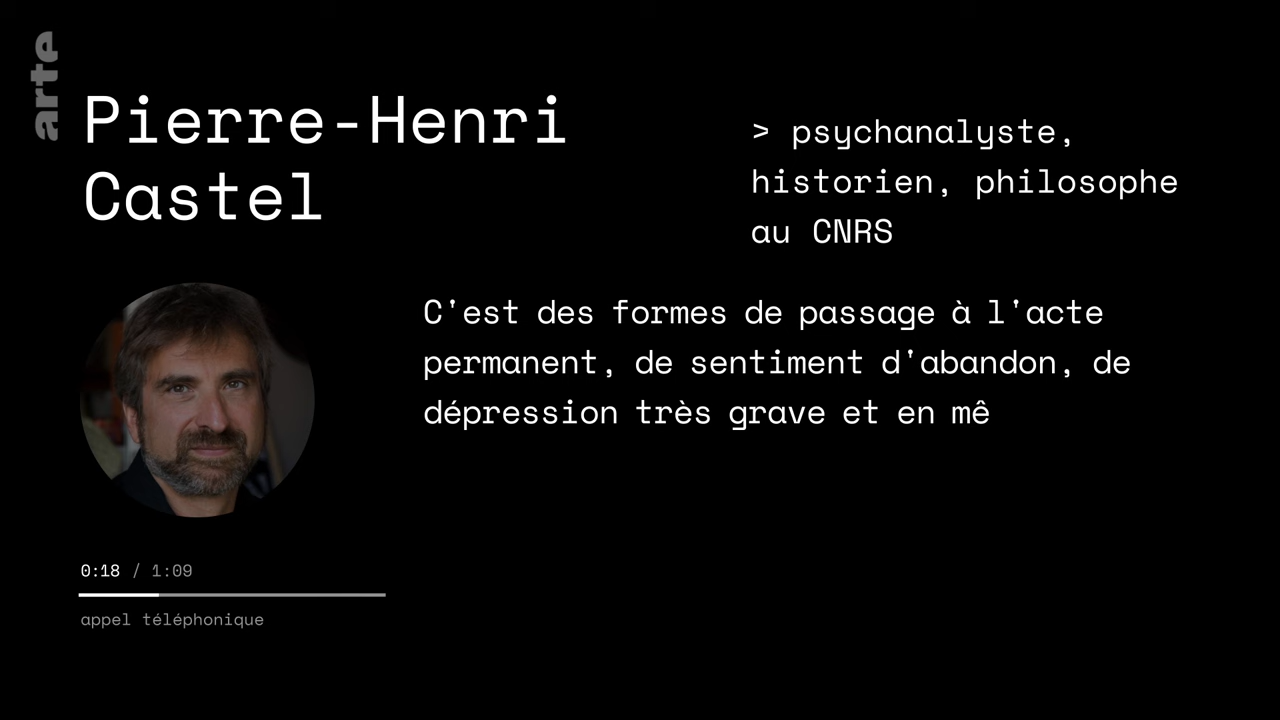 arte
Pierre-Henri
Castel
> psychanalyste,
historien, philosophe
au CNRS
C'est des formes de passage à l'acte
permanent, de sentiment d'abandon, de
dépression très grave et en mê
0:18 / 1:09
appel téléphonique